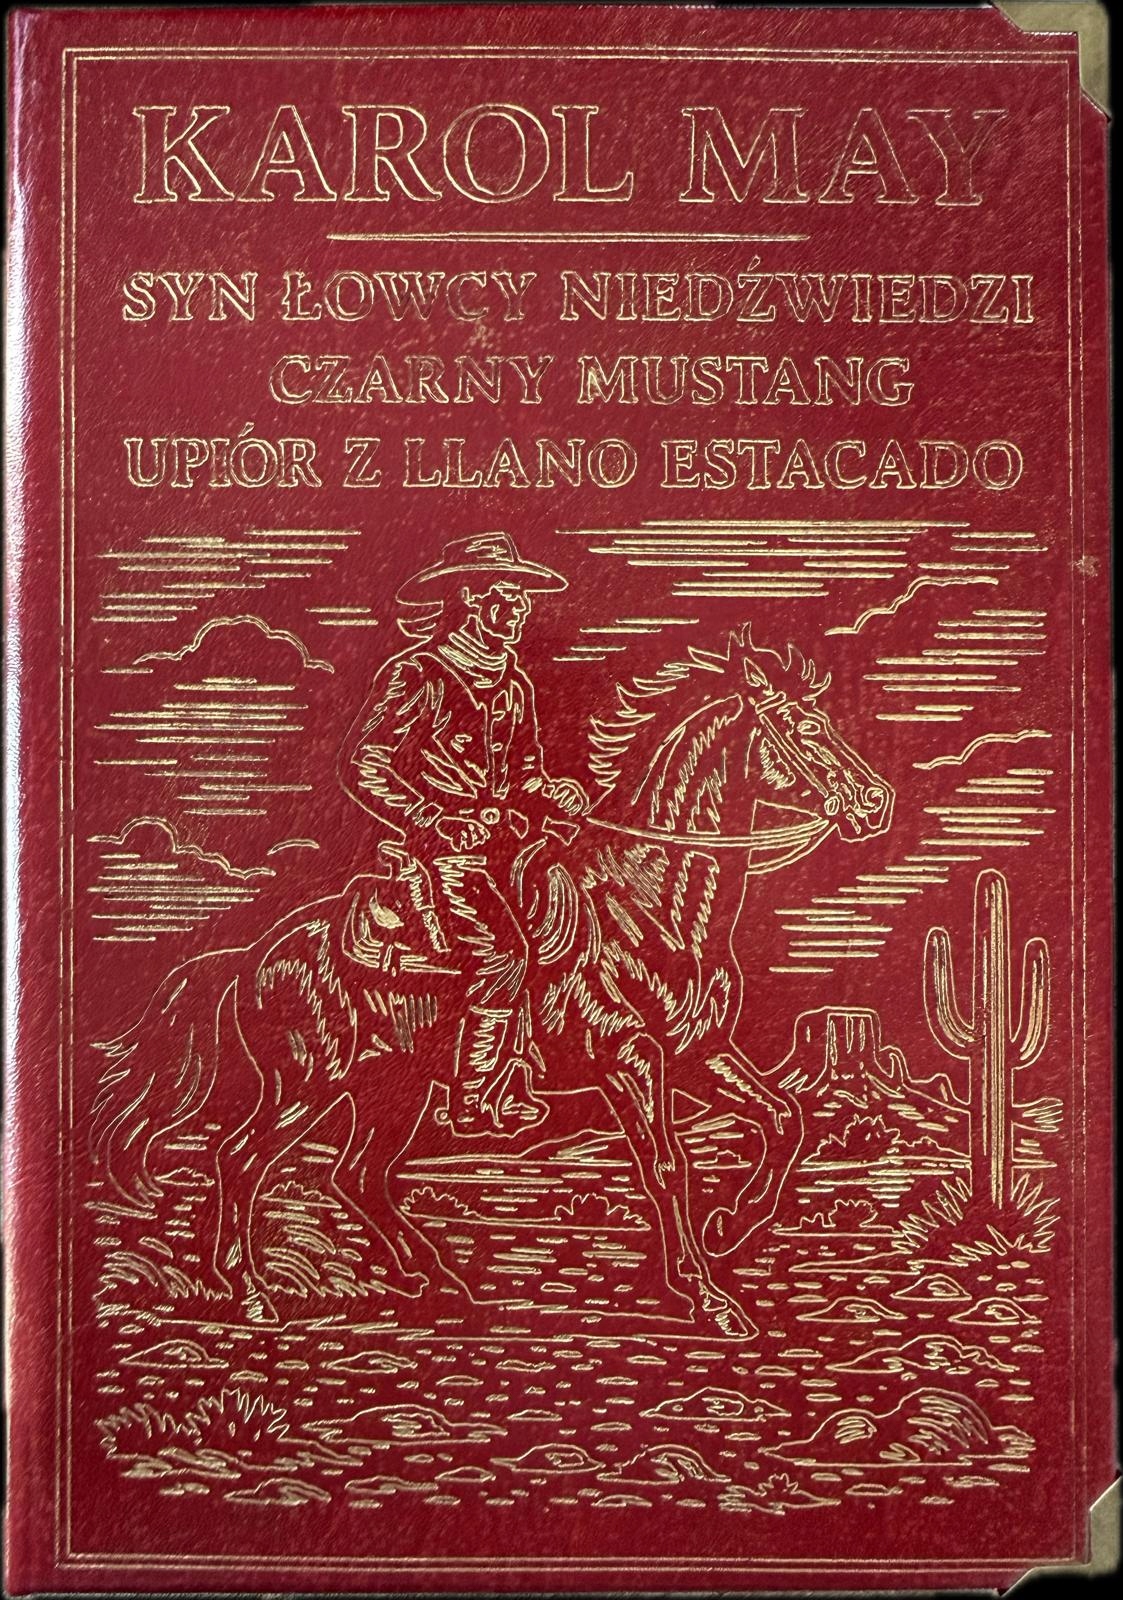 KAROL MAY
SYN ŁOWCY NIEDŹWIEDZI
CZARNY MUSTANG
UPIÓR Z LLANO ESTACADO